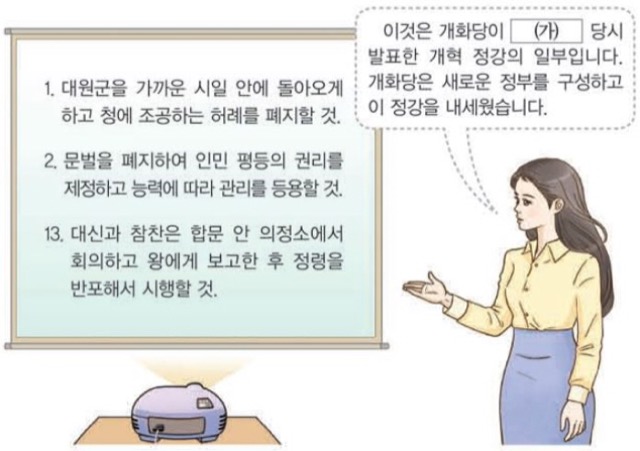 1. 대원군을 가까운 시일 안에 돌아오게
하고 청에 조공하는 허례를 폐지할 것.
2. 문벌을 폐지하여 인민 평등의 권리를
제정하고 능력에 따라 관리를 등용할 것.
13. 대신과 참찬은 합문 안 의정소에서
회의하고 왕에게 보고한 후 정령을
반포해서 시행할 것.
이것은 개화당이 (가) 당시
발표한 개혁 정강의 일부입니다.
개화당은 새로운 정부를 구성하고
이 정강을 내세웠습니다.